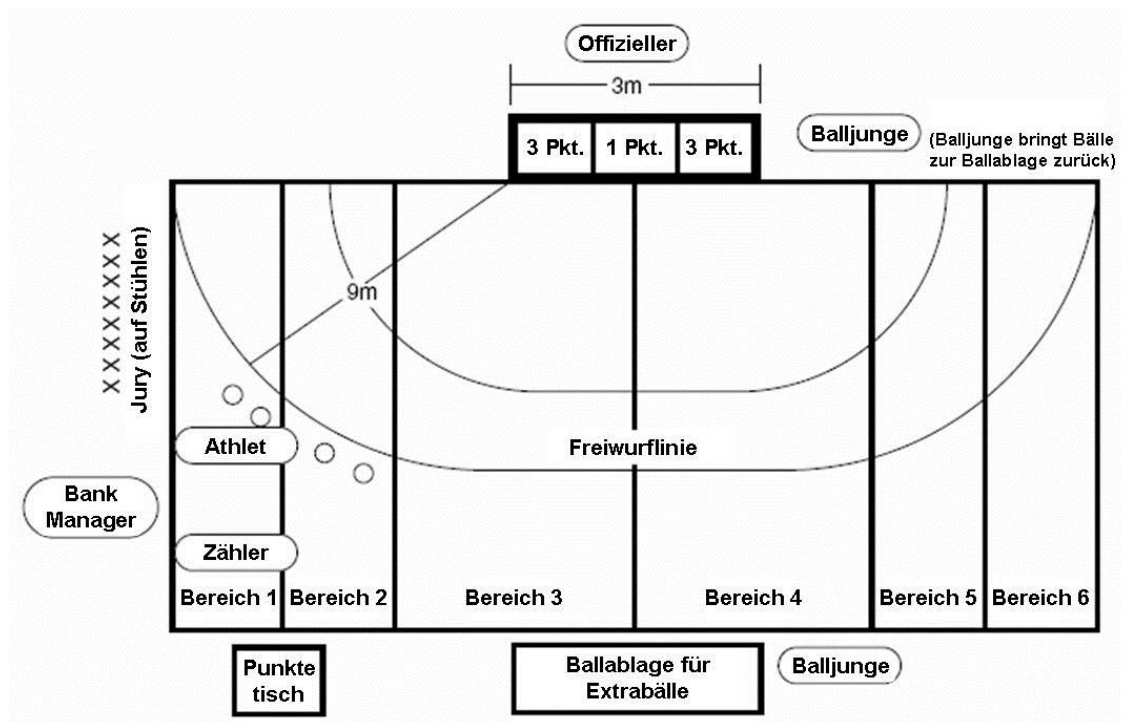 Offizieller
3m
3 Pkt. 1 Pkt. 3 Pkt.
Balljunge
(Balljunge bringt Bälle
zur Ballablage zurück)
X X X X X X X X X
Jury (auf Stühlen)
9m
Athlet
Freiwurflinie
Bank
Manager
Zähler
Bereich 1 Bereich 2 Bereich 3 Bereich 4 Bereich 5 Bereich 6
Punkte
tisch
Ballablage für
Extrabälle
Balljunge